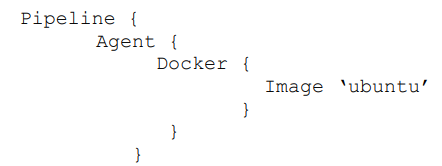 Pipeline {
Agent {
Docker {
Image ‘ubuntu’
}
}
}